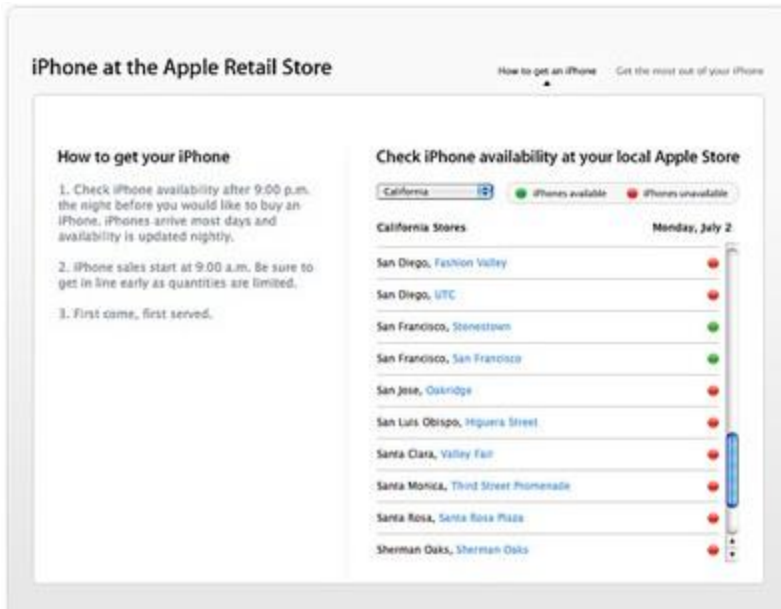 iPhone at the Apple Retail Store
How to get an iPhone
Get the most out of your iPhone
How to get your iPhone
1. Check iPhone availability after 9:00 p.m.
the night before you would like to buy an
iPhone. iPhones arrive most days and
availability is updated nightly.
2. iPhone sales start at 9:00 a.m. Be sure to
get in line early as quantities are limited.
3. First come, first served.
Check iPhone availability at your local Apple Store
California
iPhones available
iPhones unavailable
California Stores
Monday, July 2
San Diego, Fashion Valley
San Diego, UTC
San Francisco, Stonestown
San Francisco, San Francisco
San Jose, Oakridge
San Luis Obispo, Higuera Street
Santa Clara, Valley Fair
Santa Monica, Third Street Promenade
Santa Rosa, Santa Rosa Plaza
Sherman Oaks, Sherman Oaks